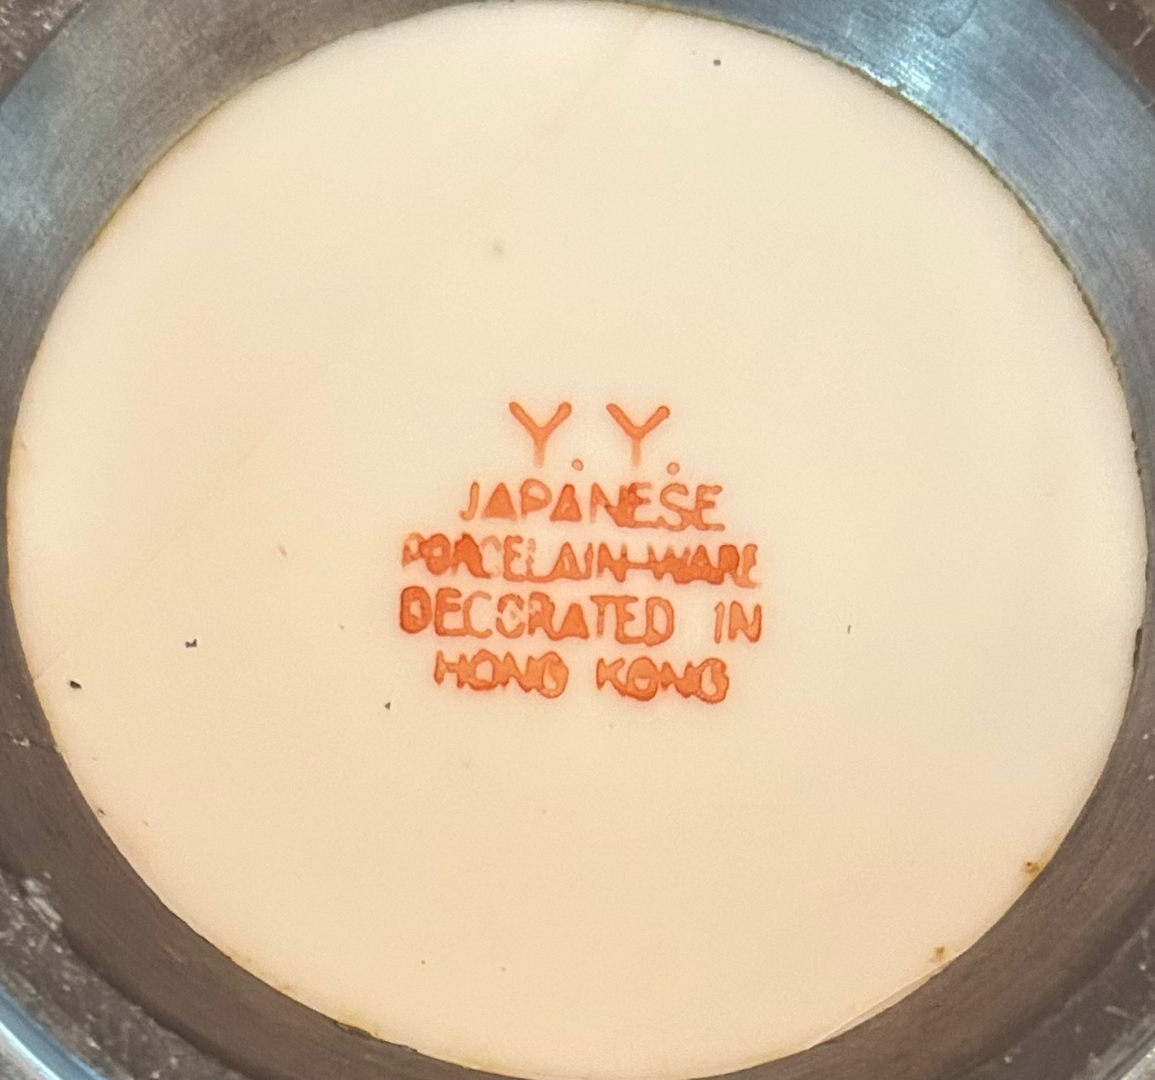 Y. Y.
JAPANESE
PORCELAIN-WARE
DECORATED IN
HONG KONG